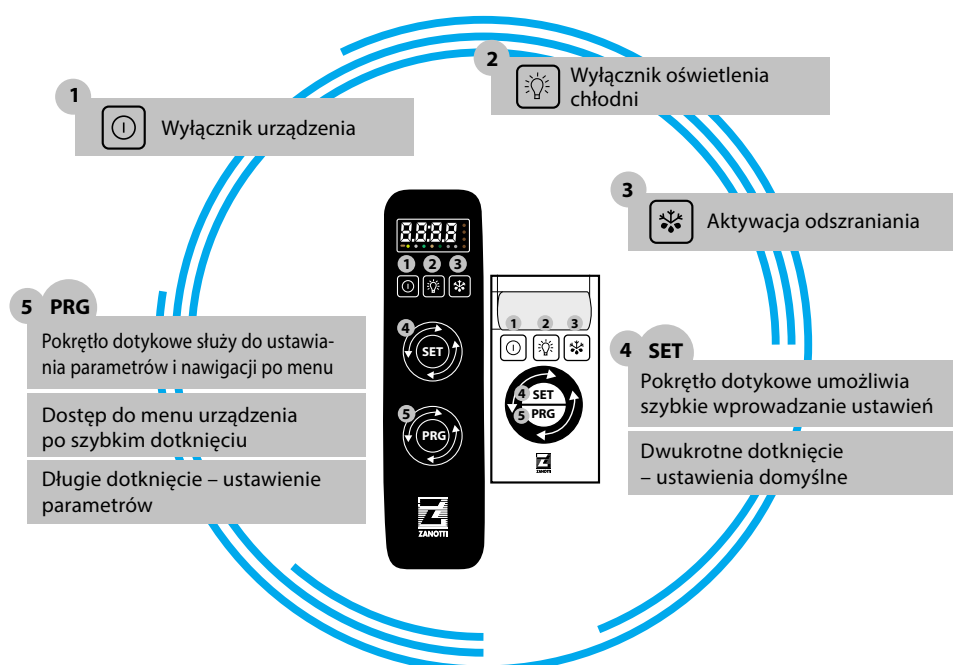 1
Wyłącznik urządzenia
2
Wyłącznik oświetlenia
chłodni
3
Aktywacja odszraniania
5 PRG
Pokrętło dotykowe służy do ustawia-
nia parametrów i nawigacji po menu
Dostęp do menu urządzenia
po szybkim dotknięciu
Długie dotknięcie – ustawienie
parametrów
8.8:8.8
1 2 3
4
SET
5
PRG
ZANOTTI
1 2 3
4 SET
5 PRG
ZANOTTI
4 SET
Pokrętło dotykowe umożliwia
szybkie wprowadzanie ustawień
Dwukrotne dotknięcie
– ustawienia domyślne